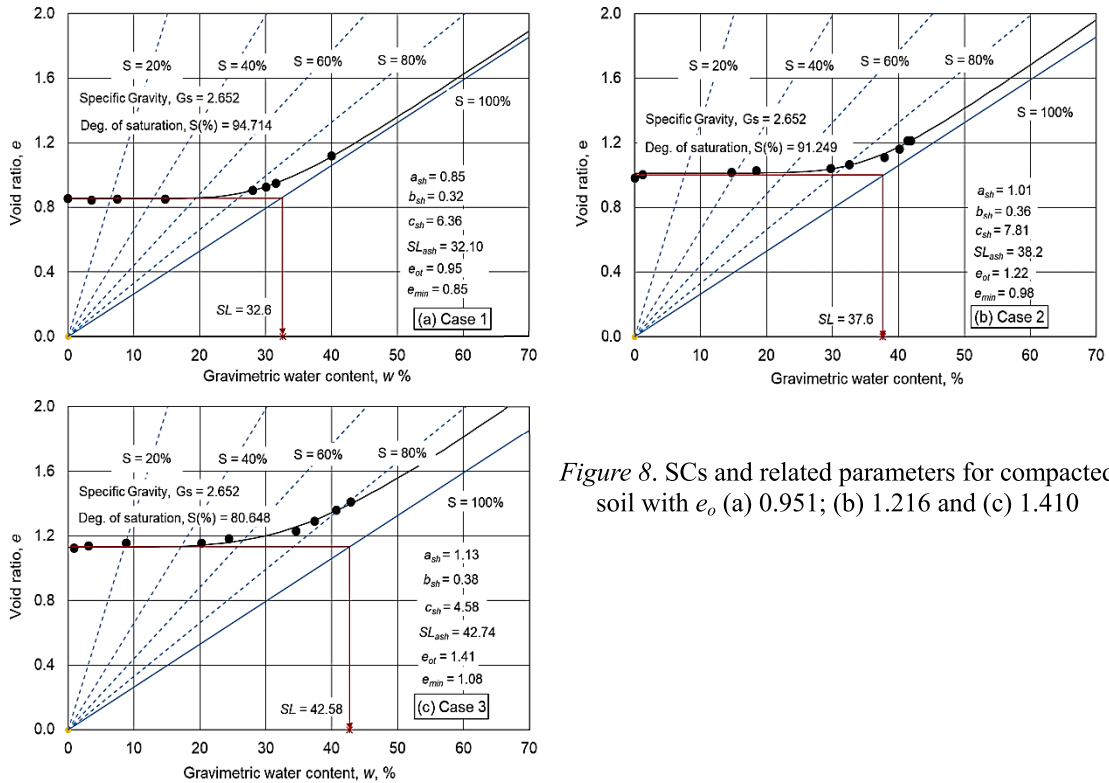 2.0
1.6
1.2
0.8
0.4
0.0
Void ratio, e
S = 20%
S = 40%
S = 60%
S = 80%
S = 100%
Specific Gravity, Gs = 2.652
Deg. of saturation, S(%) = 94.714
a_sh = 0.85
b_sh = 0.32
c_sh = 6.36
SL_ash = 32.10
e_ot = 0.95
e_min = 0.85
SL = 32.6
(a) Case 1
0 10 20 30 40 50 60 70
Gravimetric water content, w %
2.0
1.6
1.2
0.8
0.4
0.0
Void ratio, e
S = 20%
S = 40%
S = 60%
S = 80%
S = 100%
Specific Gravity, Gs = 2.652
Deg. of saturation, S(%) = 91.249
a_sh = 1.01
b_sh = 0.36
c_sh = 7.81
SL_ash = 38.2
e_ot = 1.22
e_min = 0.98
SL = 37.6
(b) Case 2
0 10 20 30 40 50 60 70
Gravimetric water content, %
2.0
1.6
1.2
0.8
0.4
0.0
Void ratio, e
S = 20%
S = 40%
S = 60%
S = 80%
S = 100%
Specific Gravity, Gs = 2.652
Deg. of saturation, S(%) = 80.648
a_sh = 1.13
b_sh = 0.38
c_sh = 4.58
SL_ash = 42.74
e_ot = 1.41
e_min = 1.08
SL = 42.58
(c) Case 3
0 10 20 30 40 50 60 70
Gravimetric water content, w, %
Figure 8. SCs and related parameters for compacted
soil with e_o (a) 0.951; (b) 1.216 and (c) 1.410